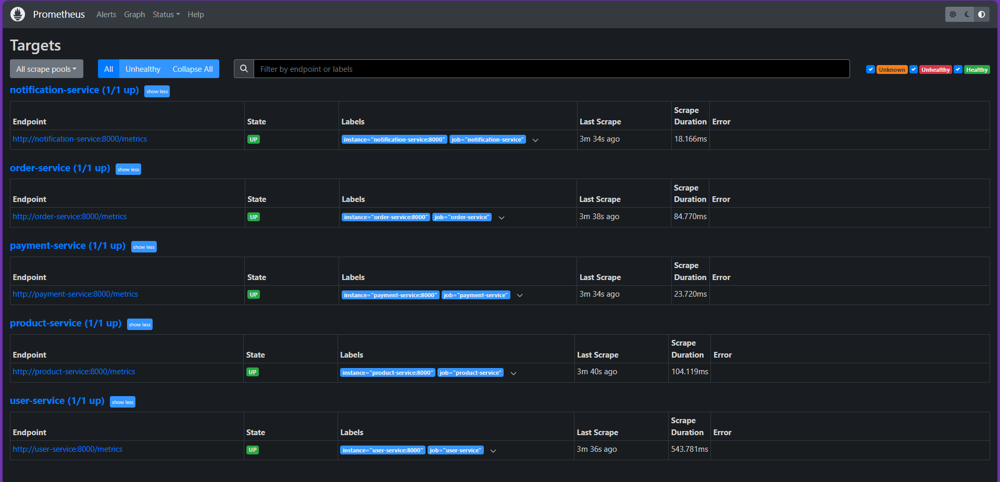 Prometheus Alerts Graph Status Help
Targets
All scrape pools All Unhealthy Collapse All Filter by endpoint or labels Unknown Unhealthy Healthy
notification-service (1/1 up) show less
Endpoint State Labels Last Scrape Scrape Duration Error
http://notification-service:8000/metrics UP instance="notification-service:8000" job="notification-service" 3m 34s ago 18.166ms
order-service (1/1 up) show less
Endpoint State Labels Last Scrape Scrape Duration Error
http://order-service:8000/metrics UP instance="order-service:8000" job="order-service" 3m 38s ago 84.770ms
payment-service (1/1 up) show less
Endpoint State Labels Last Scrape Scrape Duration Error
http://payment-service:8000/metrics UP instance="payment-service:8000" job="payment-service" 3m 34s ago 23.720ms
product-service (1/1 up) show less
Endpoint State Labels Last Scrape Scrape Duration Error
http://product-service:8000/metrics UP instance="product-service:8000" job="product-service" 3m 40s ago 104.119ms
user-service (1/1 up) show less
Endpoint State Labels Last Scrape Scrape Duration Error
http://user-service:8000/metrics UP instance="user-service:8000" job="user-service" 3m 36s ago 543.781ms